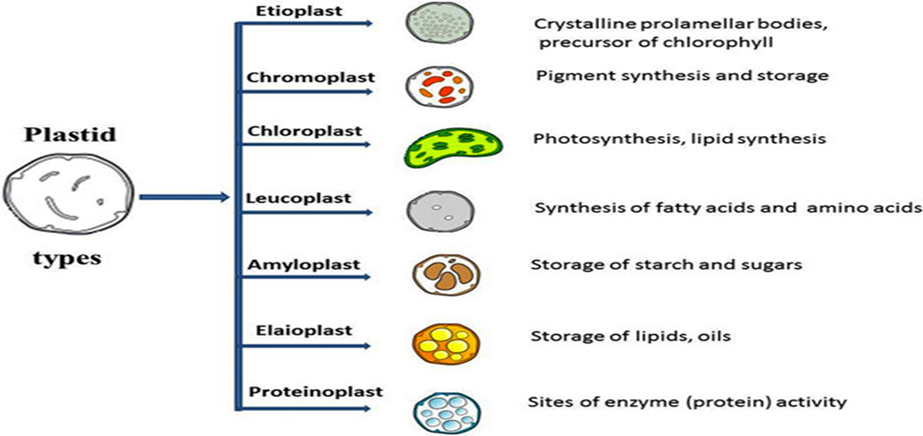 Plastid
types
Etioplast
Crystalline prolamellar bodies,
precursor of chlorophyll
Chromoplast
Pigment synthesis and storage
Chloroplast
Photosynthesis, lipid synthesis
Leucoplast
Synthesis of fatty acids and amino acids
Amyloplast
Storage of starch and sugars
Elaioplast
Storage of lipids, oils
Proteinoplast
Sites of enzyme (protein) activity